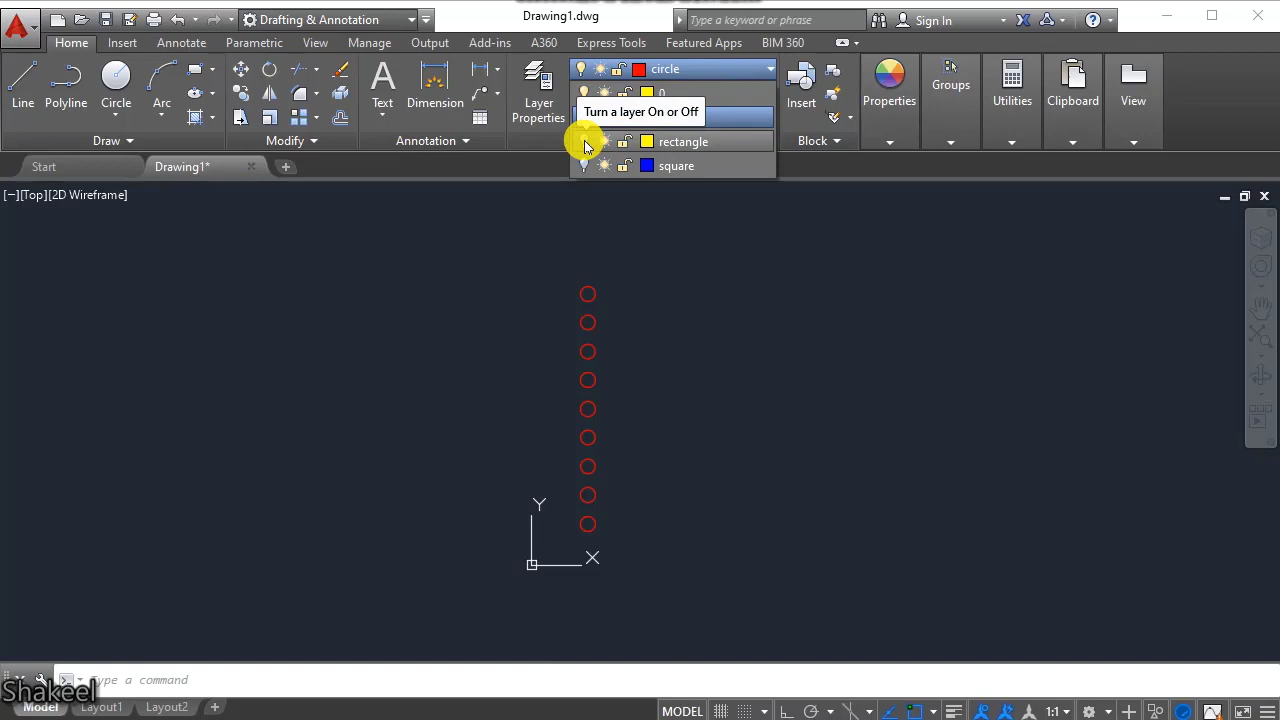 Drafting & Annotation
Drawing1.dwg
Type a keyword or phrase
Sign In
Home
Insert
Annotate
Parametric
View
Manage
Output
Add-ins
A360
Express Tools
Featured Apps
BIM 360
Line
Polyline
Circle
Arc
Text
Dimension
Layer
Properties
circle
0
Turn a layer On or Off
rectangle
square
Insert
Properties
Groups
Utilities
Clipboard
View
Draw
Modify
Annotation
Block
Start
Drawing1*
[−][Top][2D Wireframe]
Y
X
Type a command
Shakeel
Model
Layout1
Layout2
MODEL
1:1